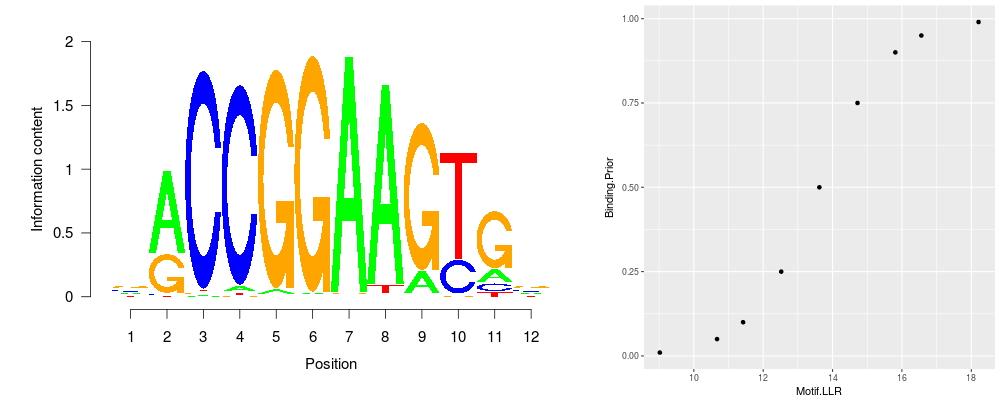 2
1.5
1
0.5
0
Information content
A
G
C
C
G
G
A
A
T
G
A
T
C
G
A
C
T
1 2 3 4 5 6 7 8 9 10 11 12
Position
1.00
0.75
0.50
0.25
0.00
Binding.Prior
10 12 14 16 18
Motif.LLR